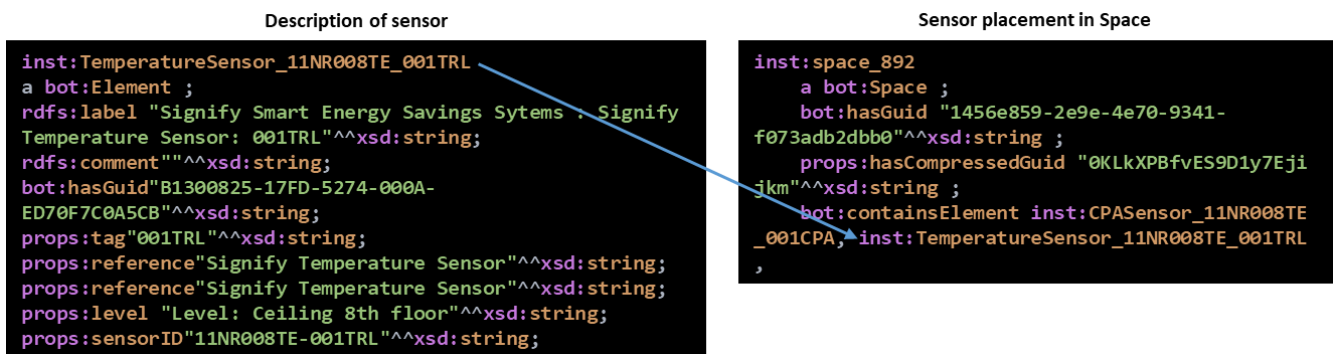 Description of sensor
inst:TemperatureSensor_11NR008TE_001TRL
a bot:Element ;
rdfs:label "Signify Smart Energy Savings Sytems : Signify
Temperature Sensor: 001TRL"^^xsd:string;
rdfs:comment""^^xsd:string;
bot:hasGuid"B1300825-17FD-5274-000A-
ED70F7C0A5CB"^^xsd:string;
props:tag"001TRL"^^xsd:string;
props:reference"Signify Temperature Sensor"^^xsd:string;
props:reference"Signify Temperature Sensor"^^xsd:string;
props:level "Level: Ceiling 8th floor"^^xsd:string;
props:sensorID"11NR008TE-001TRL"^^xsd:string;
Sensor placement in Space
inst:space_892
a bot:Space ;
bot:hasGuid "1456e859-2e9e-4e70-9341-
f073adb2dbb0"^^xsd:string ;
props:hasCompressedGuid "0KLkXPBfvES9D1y7Eji
jkm"^^xsd:string ;
bot:containsElement inst:CPASensor_11NR008TE
_001CPA, inst:TemperatureSensor_11NR008TE_001TRL
,